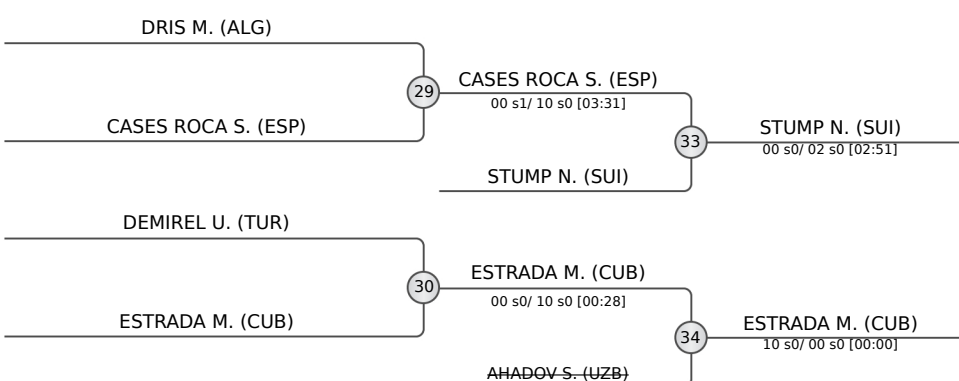 DRIS M. (ALG)
29
CASES ROCA S. (ESP)
00 s1/ 10 s0 [03:31]
CASES ROCA S. (ESP)
33
STUMP N. (SUI)
00 s0/ 02 s0 [02:51]
STUMP N. (SUI)
DEMIREL U. (TUR)
30
ESTRADA M. (CUB)
00 s0/ 10 s0 [00:28]
ESTRADA M. (CUB)
34
ESTRADA M. (CUB)
10 s0/ 00 s0 [00:00]
AHADOV S. (UZB)